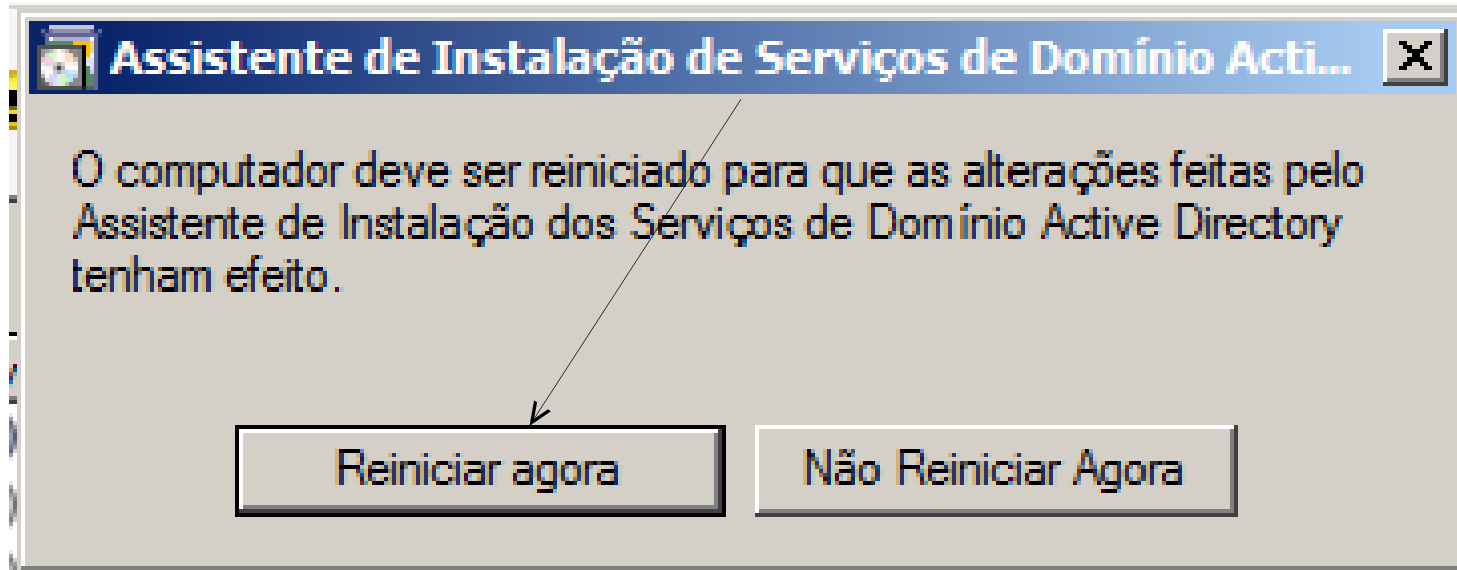 Assistente de Instalação de Serviços de Domínio Acti...
O computador deve ser reiniciado para que as alterações feitas pelo
Assistente de Instalação dos Serviços de Domínio Active Directory
tenham efeito.
Reiniciar agora
Não Reiniciar Agora